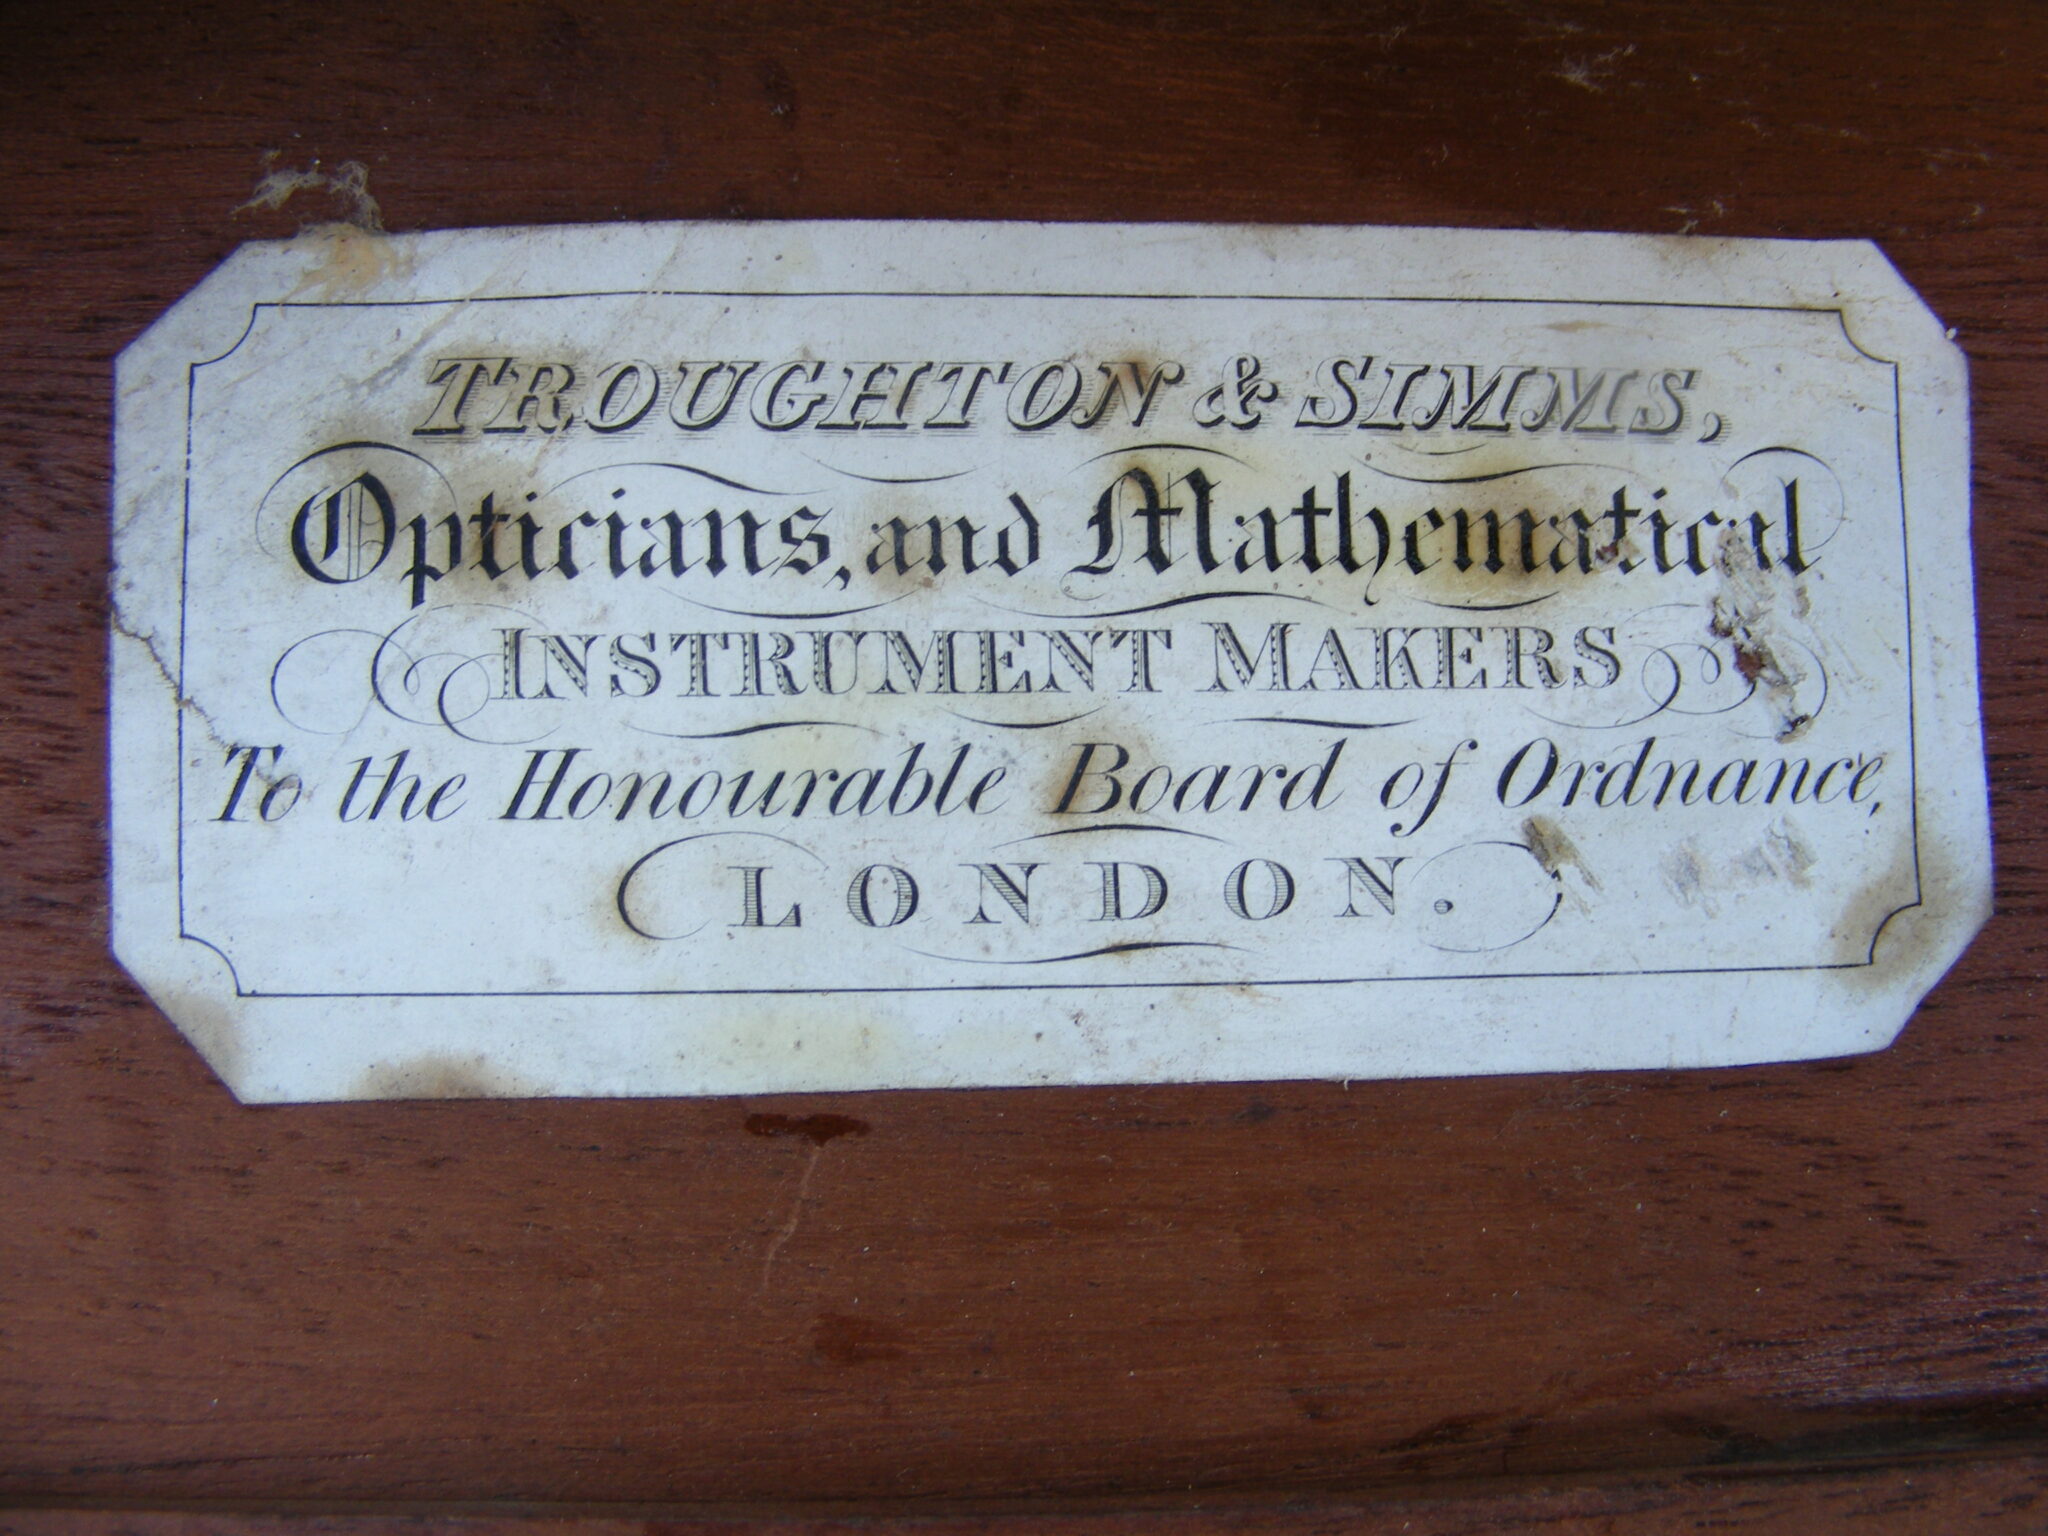 TROUGHTON & SIMMS,
Opticians, and Mathematical
INSTRUMENT MAKERS
To the Honourable Board of Ordnance,
LONDON.